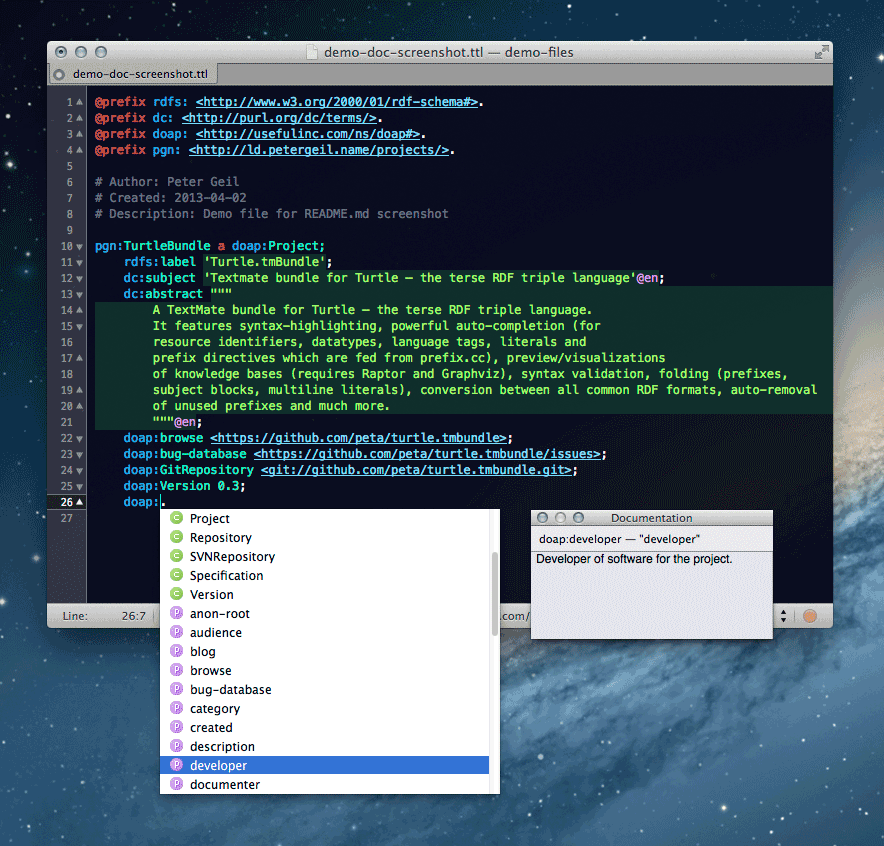 demo-doc-screenshot.ttl — demo-files
demo-doc-screenshot.ttl
1 @prefix rdfs: <http://www.w3.org/2000/01/rdf-schema#>.
2 @prefix dc: <http://purl.org/dc/terms/>.
3 @prefix doap: <http://usefulinc.com/ns/doap#>.
4 @prefix pgn: <http://ld.petergeil.name/projects/>.
5
6 # Author: Peter Geil
7 # Created: 2013-04-02
8 # Description: Demo file for README.md screenshot
9
10 pgn:TurtleBundle a doap:Project;
11 rdfs:label 'Turtle.tmBundle';
12 dc:subject 'Textmate bundle for Turtle – the terse RDF triple language'@en;
13 dc:abstract """
14 A TextMate bundle for Turtle – the terse RDF triple language.
15 It features syntax-highlighting, powerful auto-completion (for
16 resource identifiers, datatypes, language tags, literals and
17 prefix directives which are fed from prefix.cc), preview/visualizations
18 of knowledge bases (requires Raptor and Graphviz), syntax validation, folding (prefixes,
19 subject blocks, multiline literals), conversion between all common RDF formats, auto-removal
20 of unused prefixes and much more.
21 """@en;
22 doap:browse <https://github.com/peta/turtle.tmbundle>;
23 doap:bug-database <https://github.com/peta/turtle.tmbundle/issues>;
24 doap:GitRepository <git://github.com/peta/turtle.tmbundle.git>;
25 doap:Version 0.3;
26 doap:.
27
C Project
C Repository
C SVNRepository
C Specification
C Version
P anon-root
P audience
P blog
P browse
P bug-database
P category
P created
P description
P developer
P documenter
Documentation
doap:developer — "developer"
Developer of software for the project.
Line: 26:7
.com/